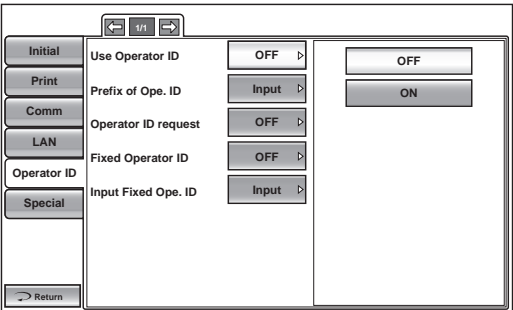 1/1
Initial
Print
Comm
LAN
Operator ID
Special
Return
Use Operator ID OFF
Prefix of Ope. ID Input
Operator ID request OFF
Fixed Operator ID OFF
Input Fixed Ope. ID Input
OFF
ON